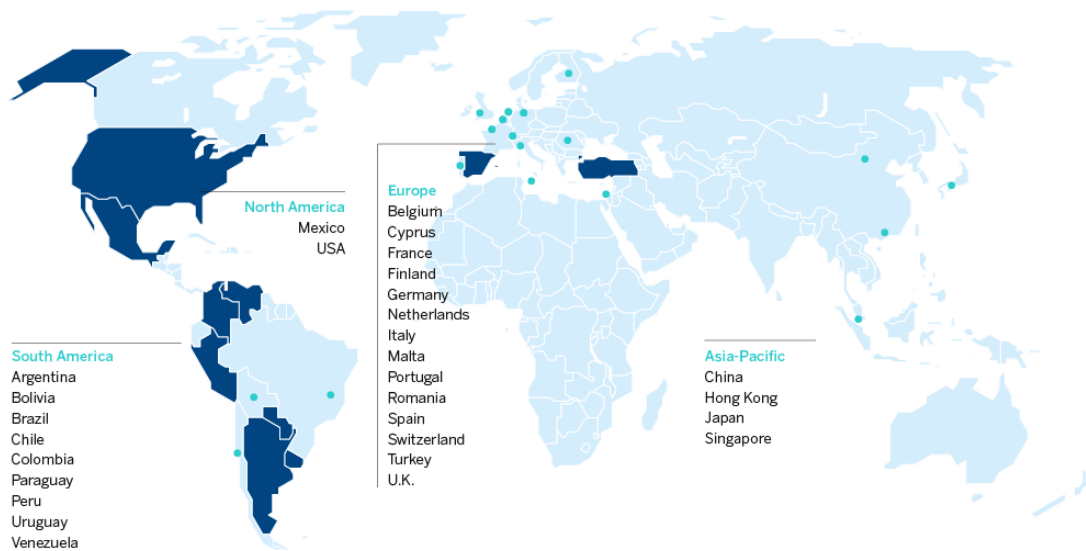 North America
Mexico
USA
South America
Argentina
Bolivia
Brazil
Chile
Colombia
Paraguay
Peru
Uruguay
Venezuela
Europe
Belgium
Cyprus
France
Finland
Germany
Netherlands
Italy
Malta
Portugal
Romania
Spain
Switzerland
Turkey
U.K.
Asia-Pacific
China
Hong Kong
Japan
Singapore